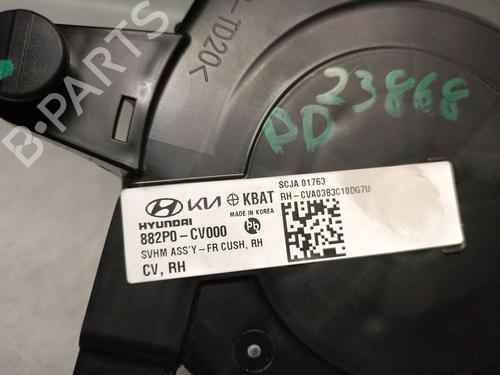 -TD20<
B-PARTS
23868
DD
HYUNDAI
KIA
KBAT
MADE IN KOREA
Pb
SCJA 01763
RH-CVA03B3C10DG7U
882P0-CV000
SVHM ASS'Y-FR CUSH, RH
CV, RH